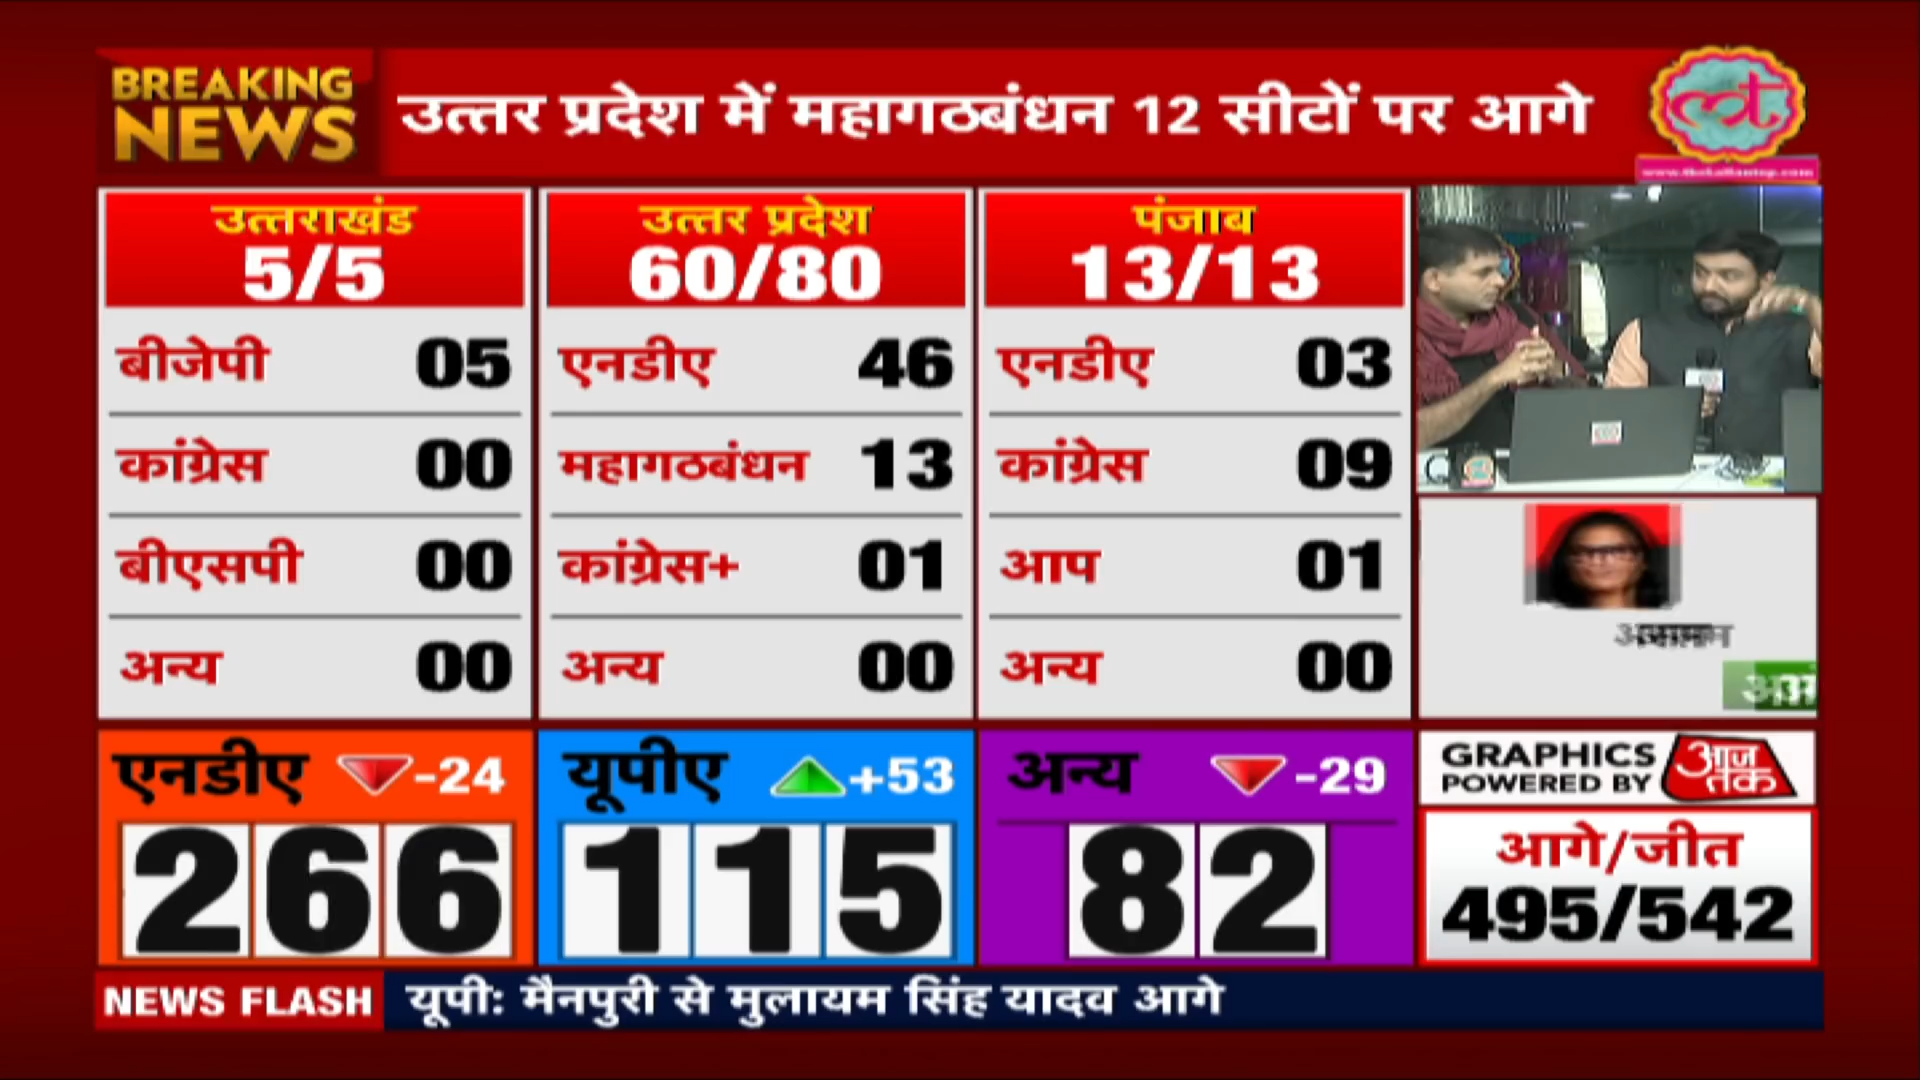 BREAKING
NEWS
उत्तर प्रदेश में महागठबंधन 12 सीटों पर आगे
www.thelallantop.com
उत्तराखंड
5/5
बीजेपी 05
कांग्रेस 00
बीएसपी 00
अन्य 00
उत्तर प्रदेश
60/80
एनडीए 46
महागठबंधन 13
कांग्रेस+ 01
अन्य 00
पंजाब
13/13
एनडीए 03
कांग्रेस 09
आप 01
अन्य 00
एनडीए -24
266
यूपीए +53
115
अन्य -29
82
GRAPHICS
POWERED BY
आज
तक
आगे/जीत
495/542
NEWS FLASH यूपी: मैनपुरी से मुलायम सिंह यादव आगे